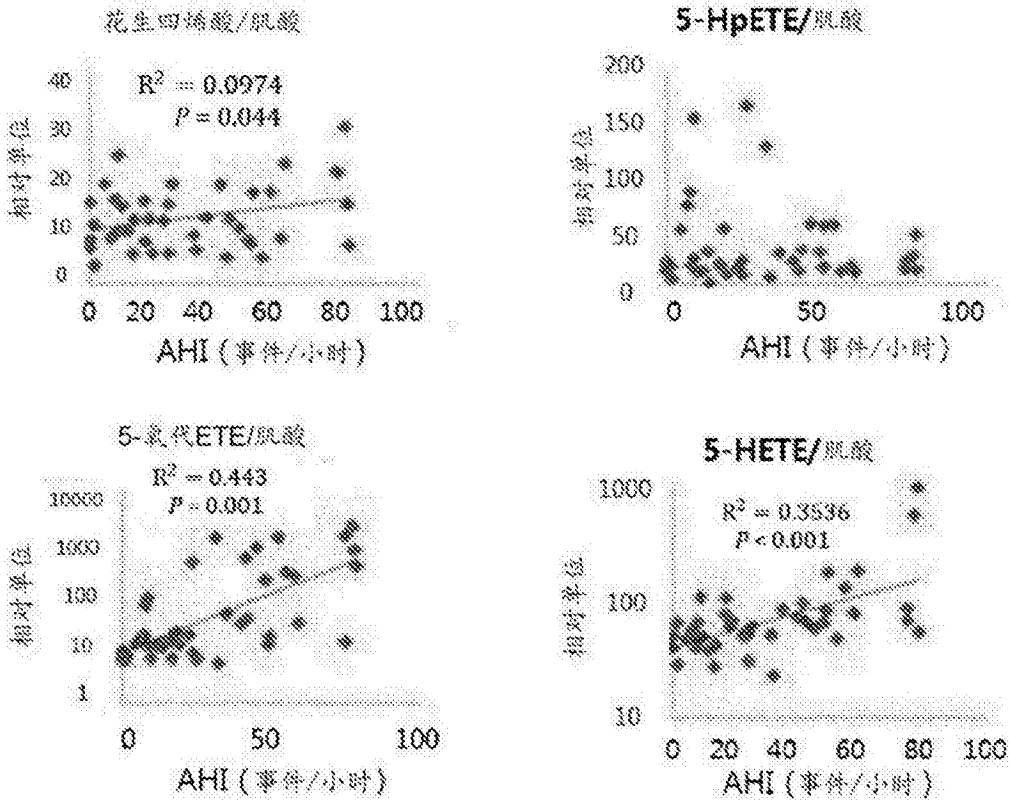 花生四烯酸/肌酸
R² = 0.0974
P = 0.044
相对单位
40
30
20
10
0
0 20 40 60 80 100
AHI (事件/小时)
5-HpETE/肌酸
相对单位
200
150
100
50
0
0 50 100
AHI (事件/小时)
5-氧代ETE/肌酸
R² = 0.443
P = 0.001
相对单位
10000
1000
100
10
1
0 50 100
AHI (事件/小时)
5-HETE/肌酸
R² = 0.3536
P < 0.001
相对单位
1000
100
10
0 20 40 60 80 100
AHI (事件/小时)